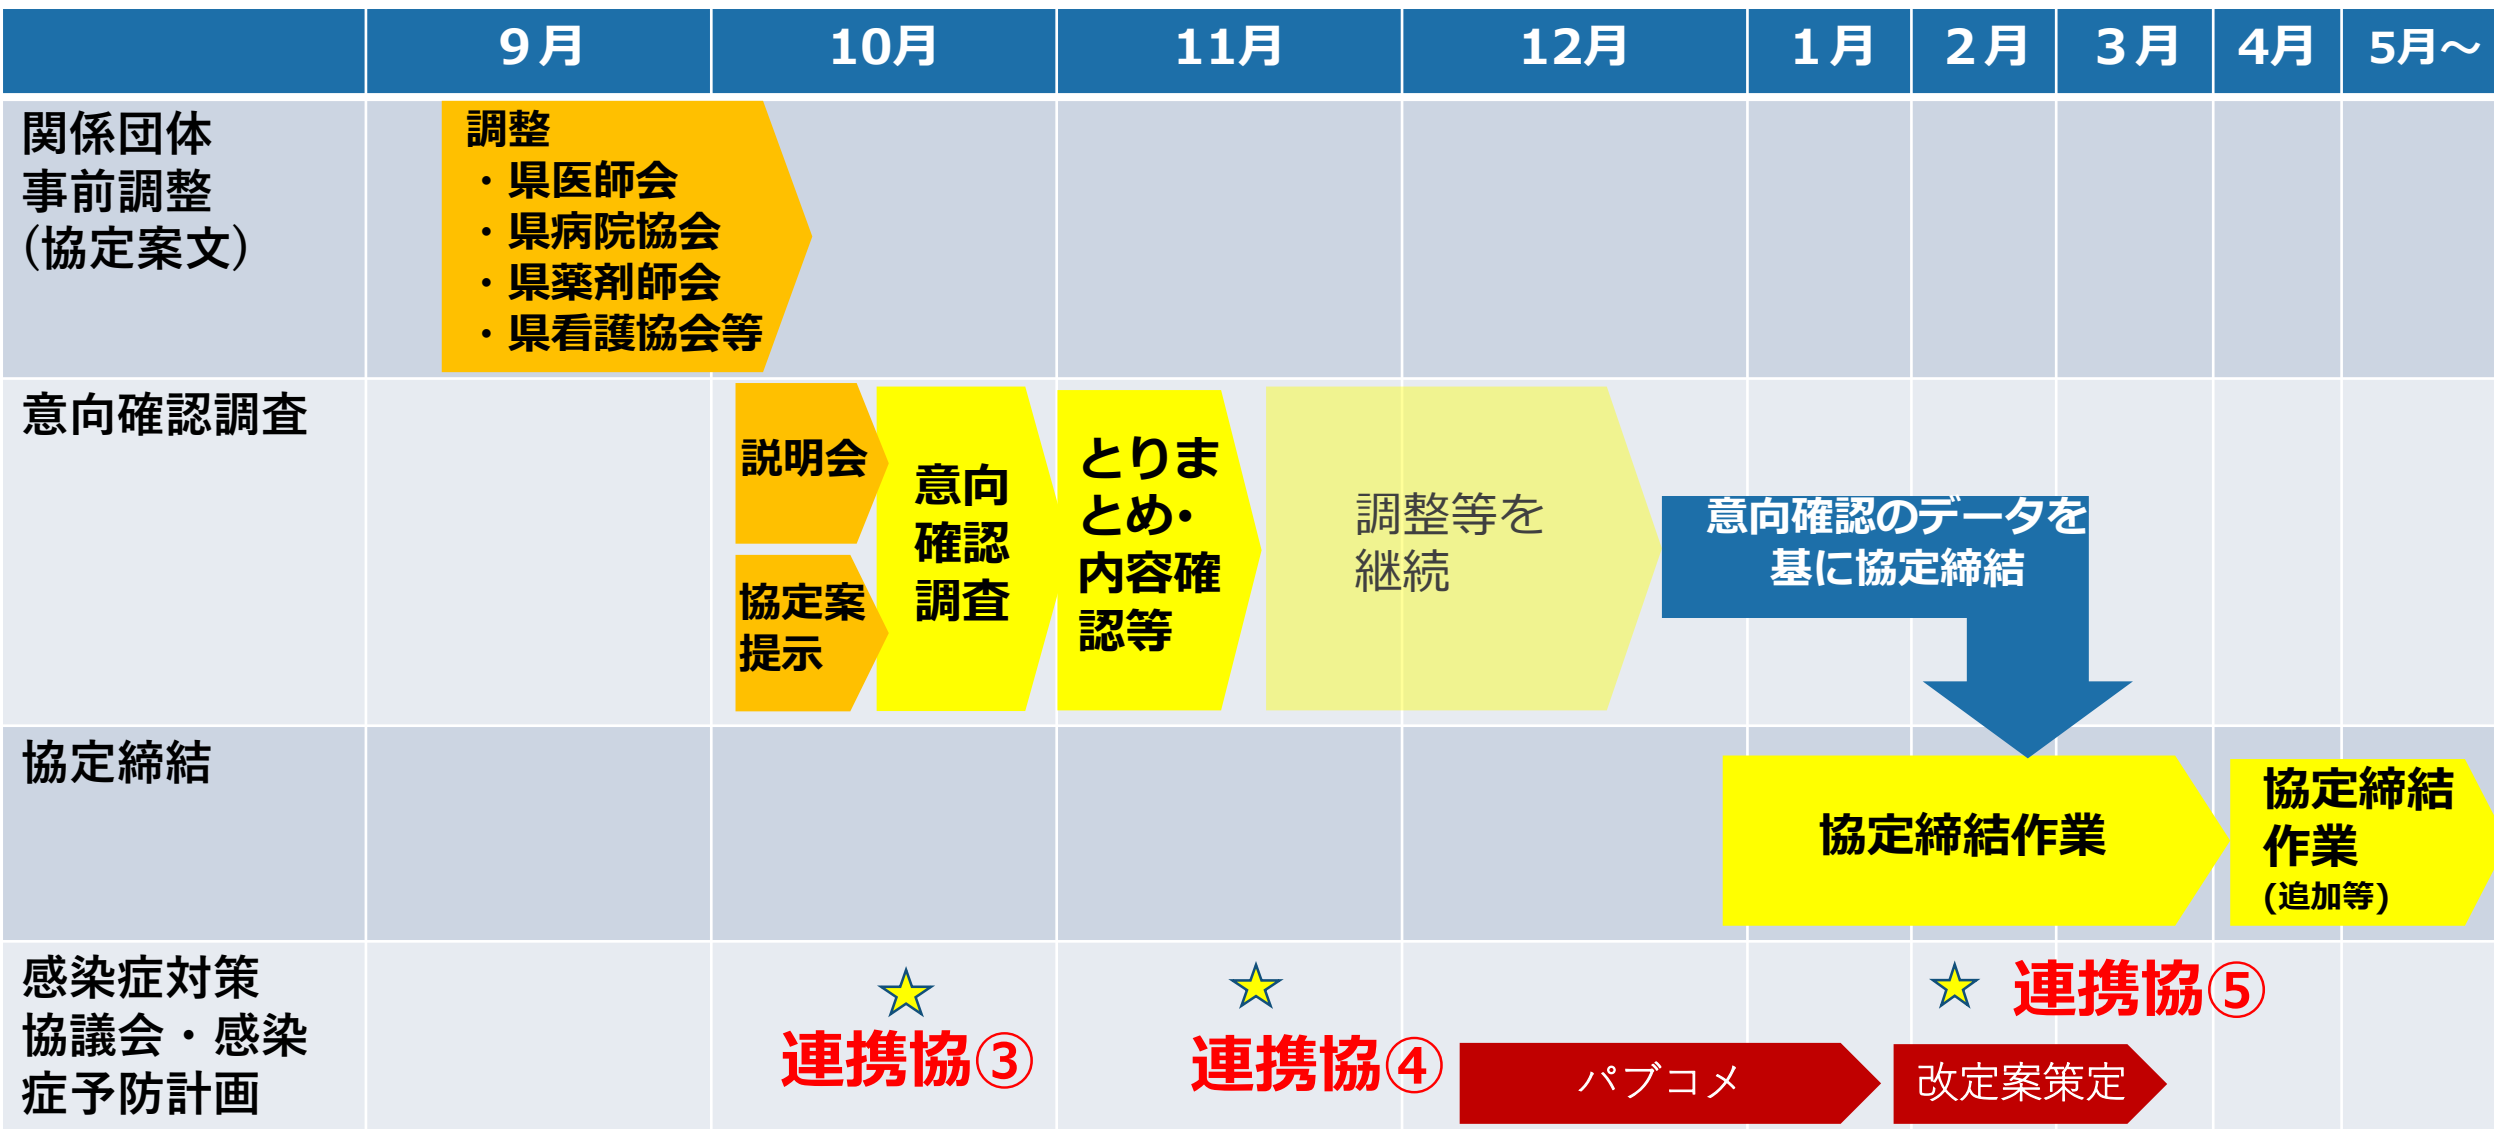 ９月
10月
11月
12月
１月
２月
３月
4月
5月～
関係団体
事前調整
(協定案文)
調整
・県医師会
・県病院協会
・県薬剤師会
・県看護協会等
意向確認調査
説明会
協定案
提示
意向
確認
調査
とりま
とめ・
内容確
認等
調整等を
継続
意向確認のデータを
基に協定締結
協定締結
協定締結作業
協定締結
作業
(追加等)
感染症対策
協議会・感染
症予防計画
連携協③
連携協④
連携協⑤
パブコメ
改定案策定